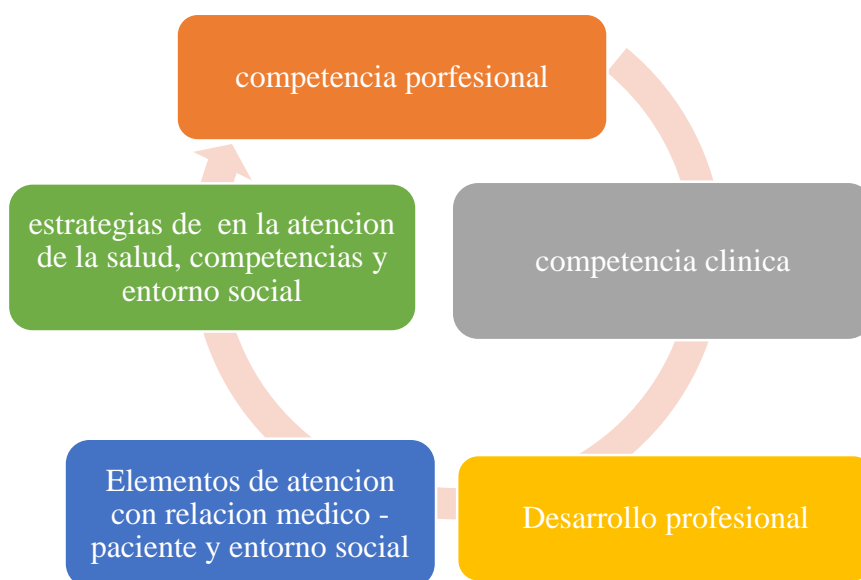 competencia porfesional
estrategias de  en la atencion
de la salud, competencias y
entorno social
competencia clinica
Elementos de atencion
con relacion medico -
paciente y entorno social
Desarrollo profesional